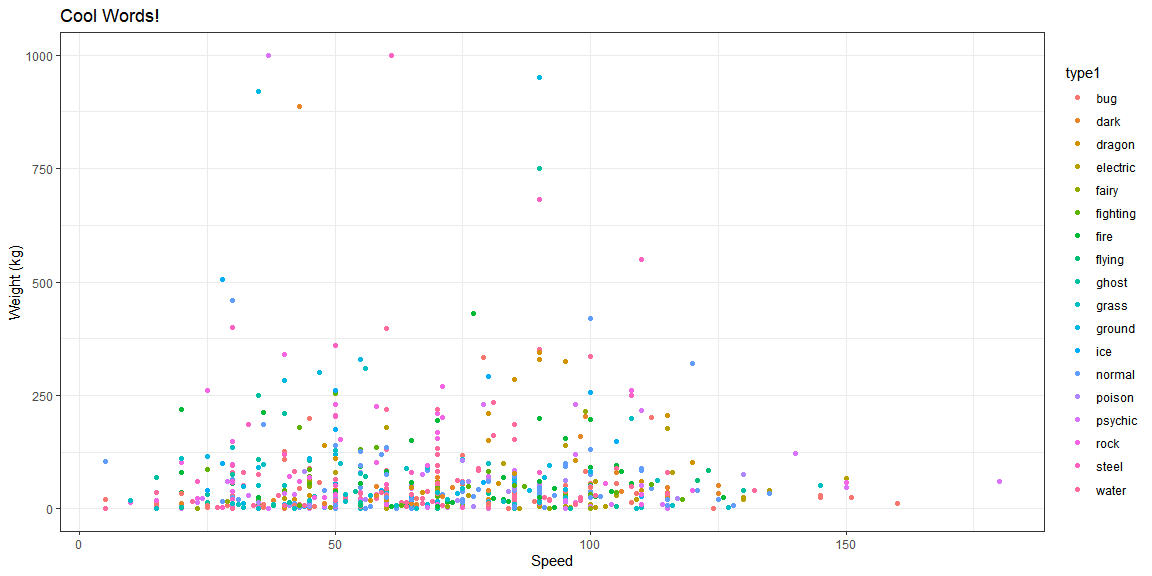 Cool Words!
1000
750
500
250
0
Weight (kg)
0
50
100
150
Speed
type1
bug
dark
dragon
electric
fairy
fighting
fire
flying
ghost
grass
ground
ice
normal
poison
psychic
rock
steel
water